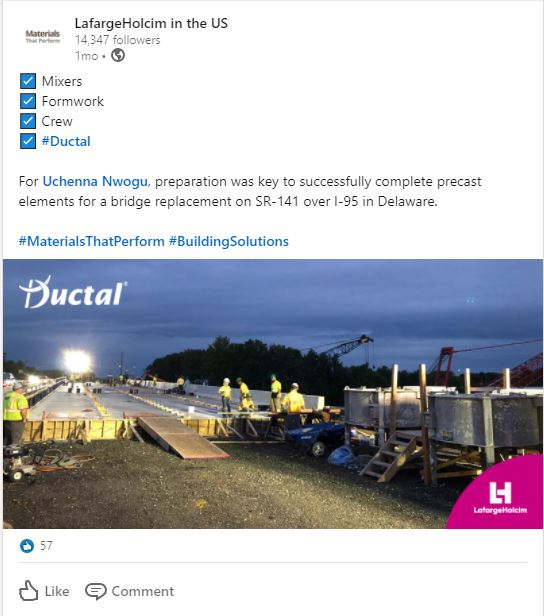 Materials
That Perform
LafargeHolcim in the US
14,347 followers
1mo •
Mixers
Formwork
Crew
#Ductal
For Uchenna Nwogu, preparation was key to successfully complete precast
elements for a bridge replacement on SR-141 over I-95 in Delaware.
#MaterialsThatPerform #BuildingSolutions
Ductal®
LH
LafargeHolcim
57
Like Comment